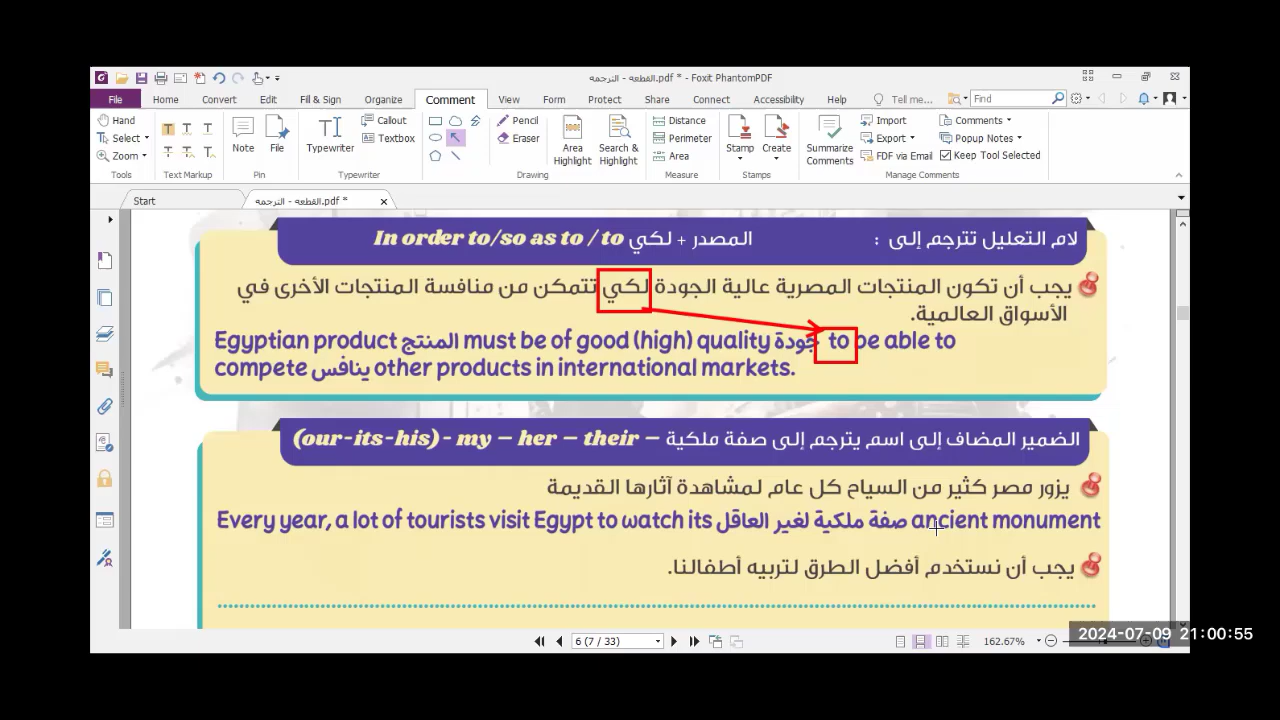 القطعه - الترجمه.pdf * - Foxit PhantomPDF
File Home Convert Edit Fill & Sign Organize Comment View Form Protect Share Connect Accessibility Help Tell me... Find
Hand
Select
Zoom
Tools
Text Markup
Note
File
Pin
Typewriter
Callout
Textbox
Typewriter
Pencil
Eraser
Area Highlight
Search & Highlight
Drawing
Distance
Perimeter
Area
Measure
Stamp
Create
Stamps
Summarize Comments
Import
Export
FDF via Email
Comments
Popup Notes
Keep Tool Selected
Manage Comments
Start
القطعه - الترجمه.pdf *
لام التعليل تترجم إلى : المصدر + لكي In order to/so as to / to
يجب أن تكون المنتجات المصرية عالية الجودة لكي تتمكن من منافسة المنتجات الأخرى في
الأسواق العالمية.
Egyptian product المنتج must be of good (high) quality جودة to be able to
compete ينافس other products in international markets.
الضمير المضاف إلى اسم يترجم إلى صفة ملكية (our-its-his) - my – her – their –
يزور مصر كثير من السياح كل عام لمشاهدة آثارها القديمة
Every year, a lot of tourists visit Egypt to watch its صفة ملكية لغير العاقل ancient monument
يجب أن نستخدم أفضل الطرق لتربيه أطفالنا.
6 (7 / 33)
162.67%
2024-07-09 21:00:55